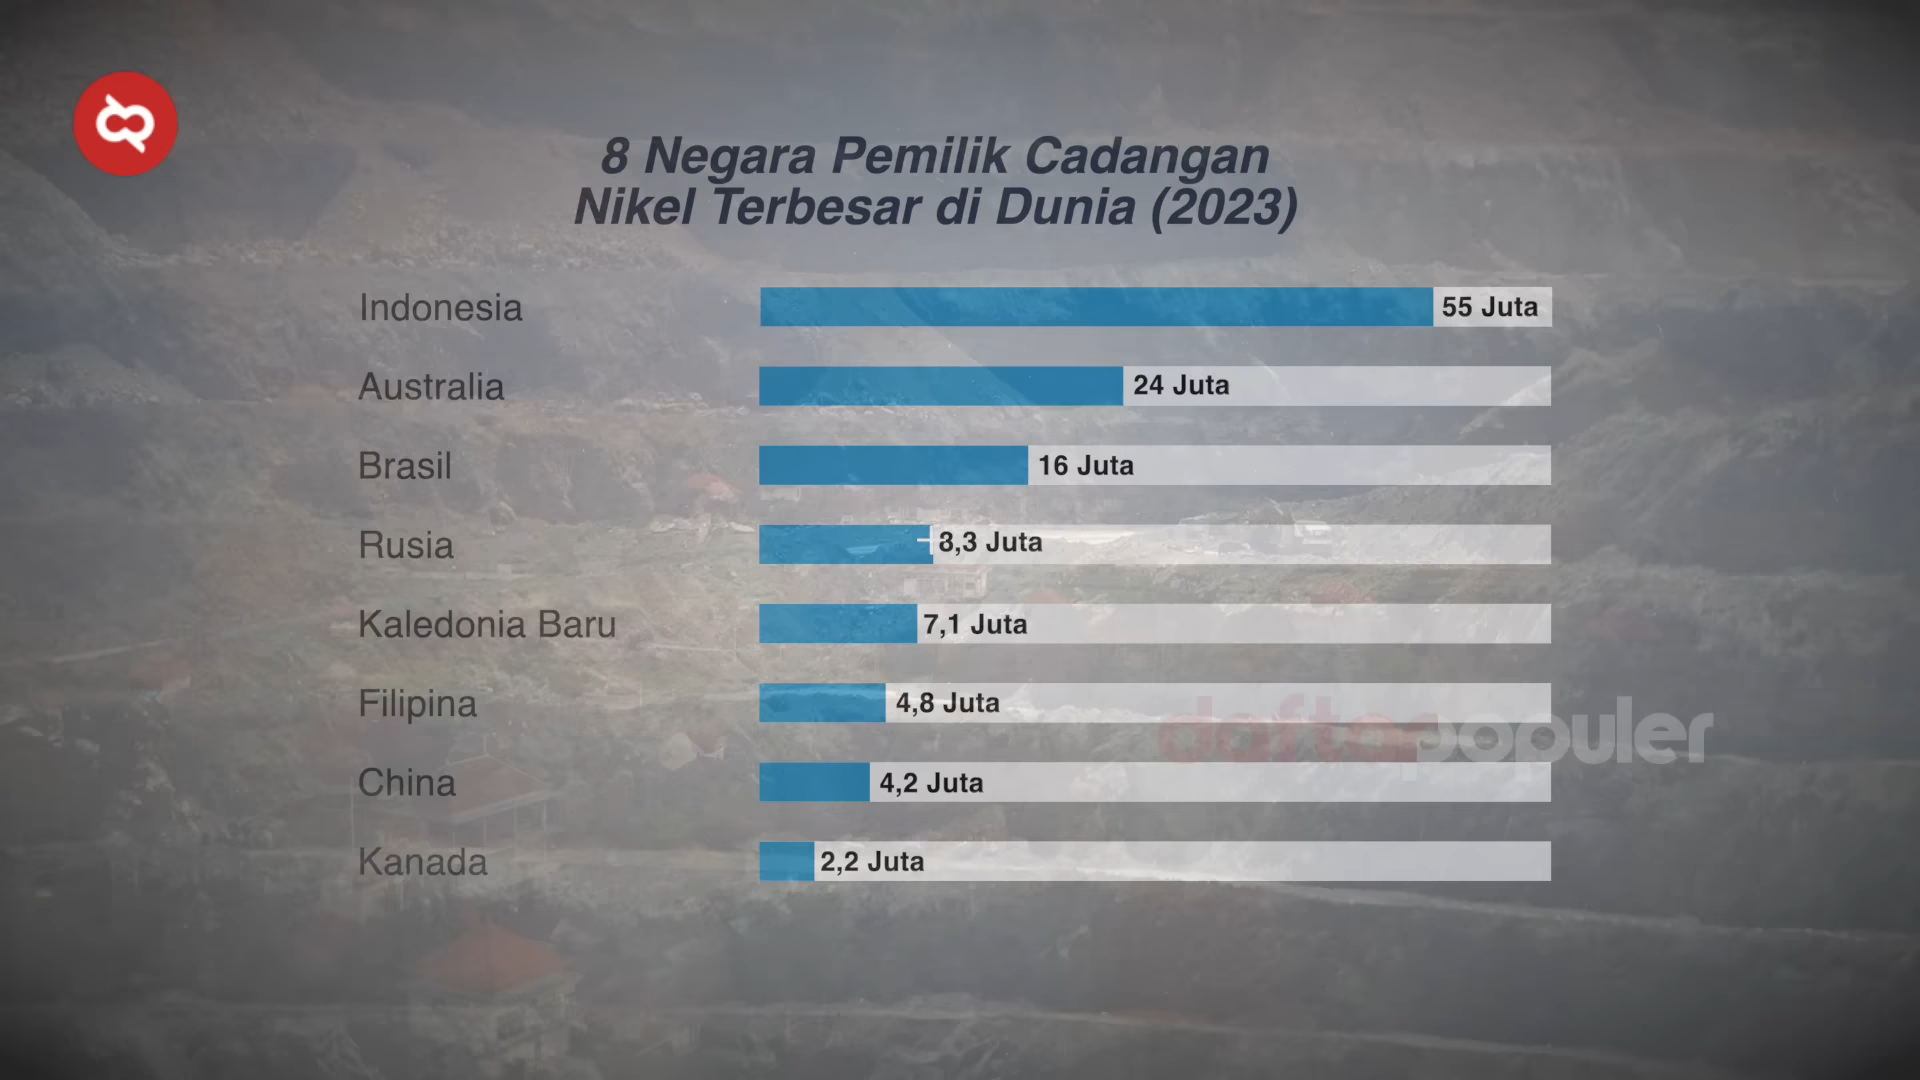 8 Negara Pemilik Cadangan
Nikel Terbesar di Dunia (2023)
Indonesia 55 Juta
Australia 24 Juta
Brasil 16 Juta
Rusia 8,3 Juta
Kaledonia Baru 7,1 Juta
Filipina 4,8 Juta
daftarpopuler
China 4,2 Juta
Kanada 2,2 Juta